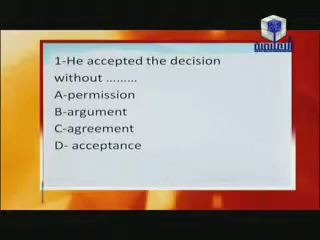 1-He accepted the decision
without .........
A-permission
B-argument
C-agreement
D- acceptance